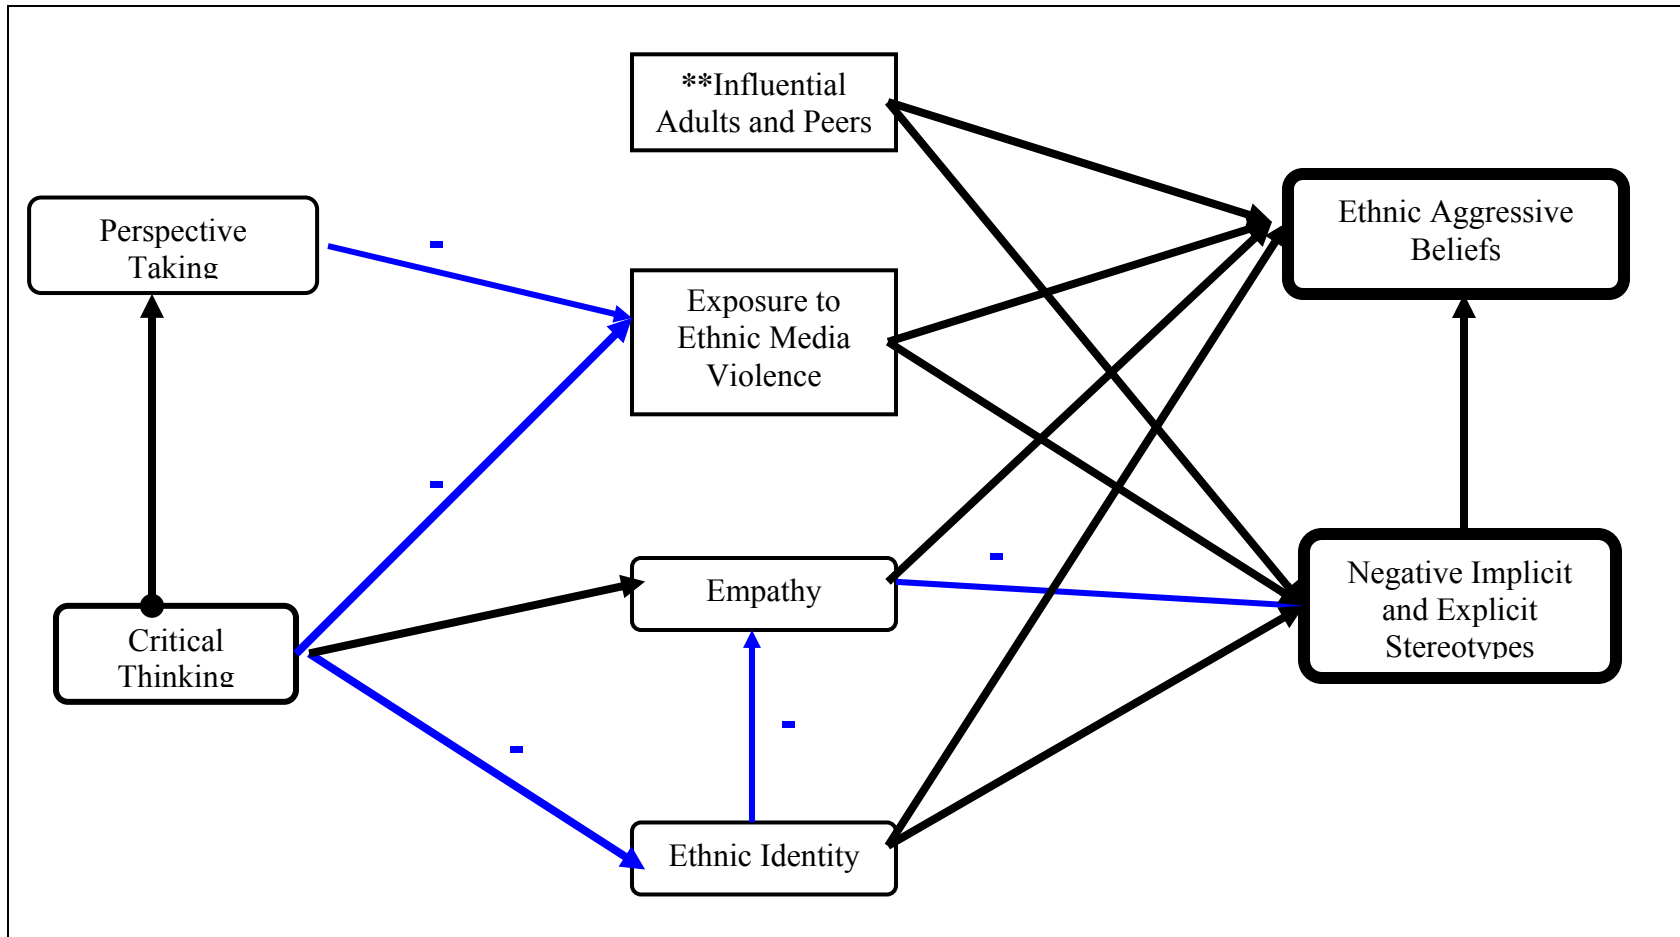 **Influential
Adults and Peers
Perspective
Taking
-
Ethnic Aggressive
Beliefs
Exposure to
Ethnic Media
Violence
-
-
Empathy
Negative Implicit
and Explicit
Stereotypes
Critical
Thinking
-
-
Ethnic Identity